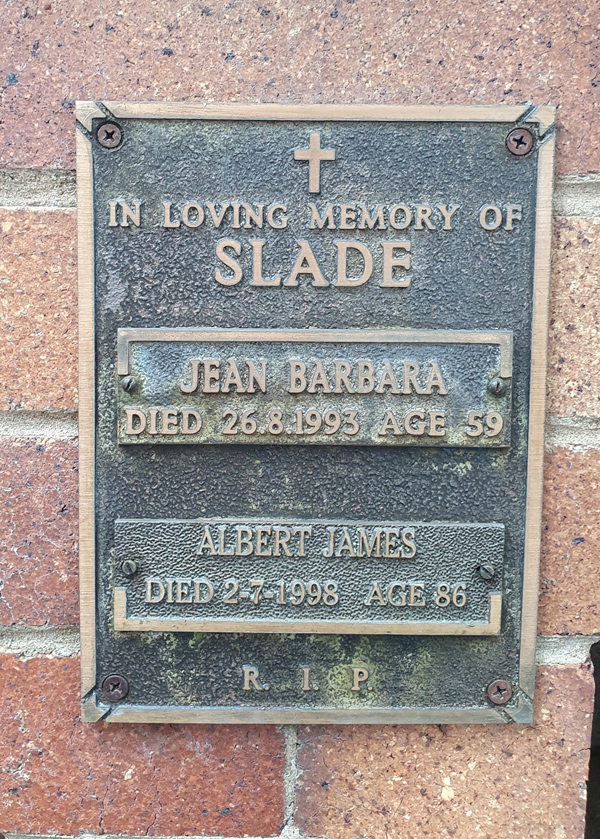 IN LOVING MEMORY OF
SLADE
JEAN BARBARA
DIED 26.8.1993 AGE 59
ALBERT JAMES
DIED 2-7-1998 AGE 86
R. I. P.